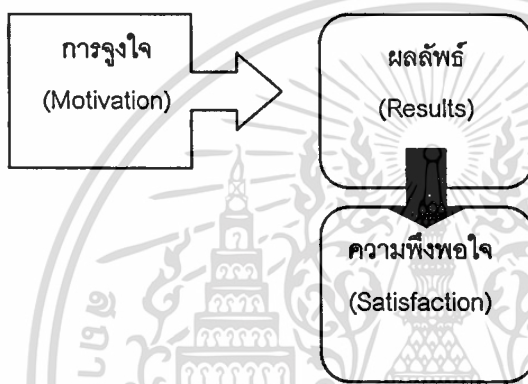 การจูงใจ
(Motivation)
ผลลัพธ์
(Results)
ความพึงพอใจ
(Satisfaction)